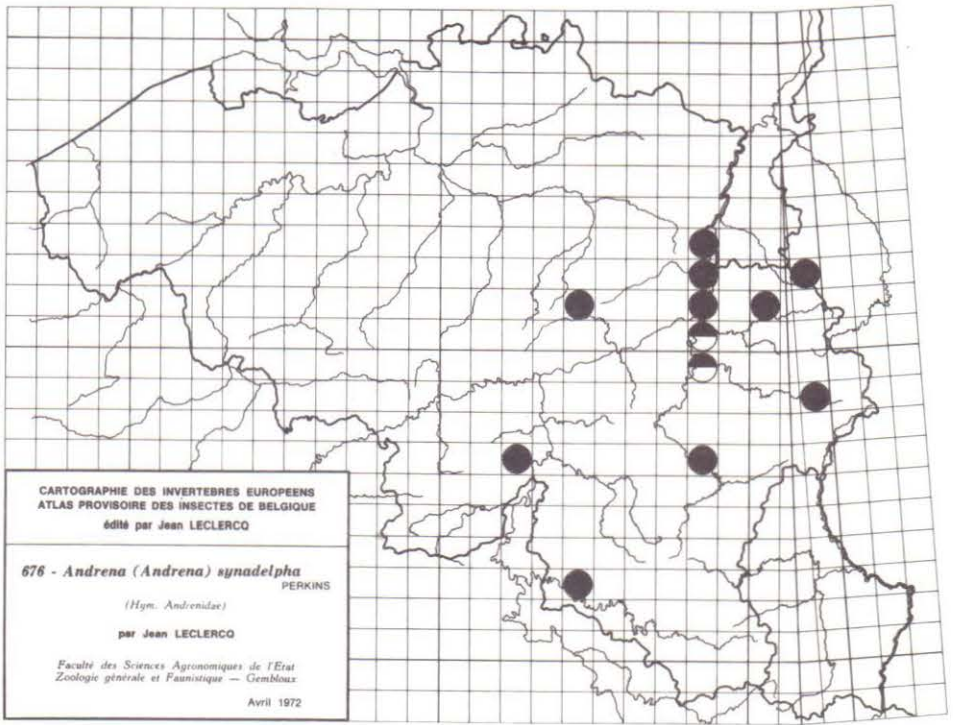 CARTOGRAPHIE DES INVERTEBRES EUROPEENS
ATLAS PROVISOIRE DES INSECTES DE BELGIQUE
édité par Jean LECLERCQ
676 - Andrena (Andrena) synadelpha
PERKINS
(Hym. Andrenidae)
par Jean LECLERCQ
Faculté des Sciences Agronomiques de l'Etat
Zoologie générale et Faunistique — Gembloux
Avril 1972